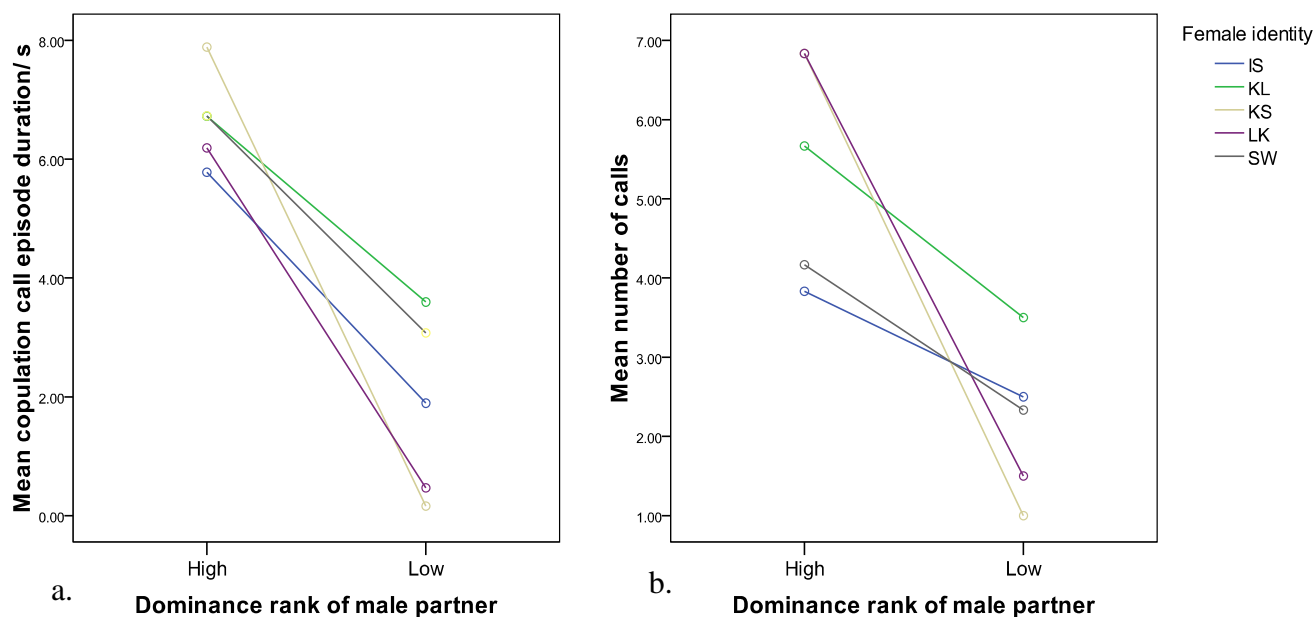 Mean copulation call episode duration/ s
8.00
6.00
4.00
2.00
0.00
High
Low
a.
Dominance rank of male partner
Mean number of calls
7.00
6.00
5.00
4.00
3.00
2.00
1.00
High
Low
b.
Dominance rank of male partner
Female identity
IS
KL
KS
LK
SW